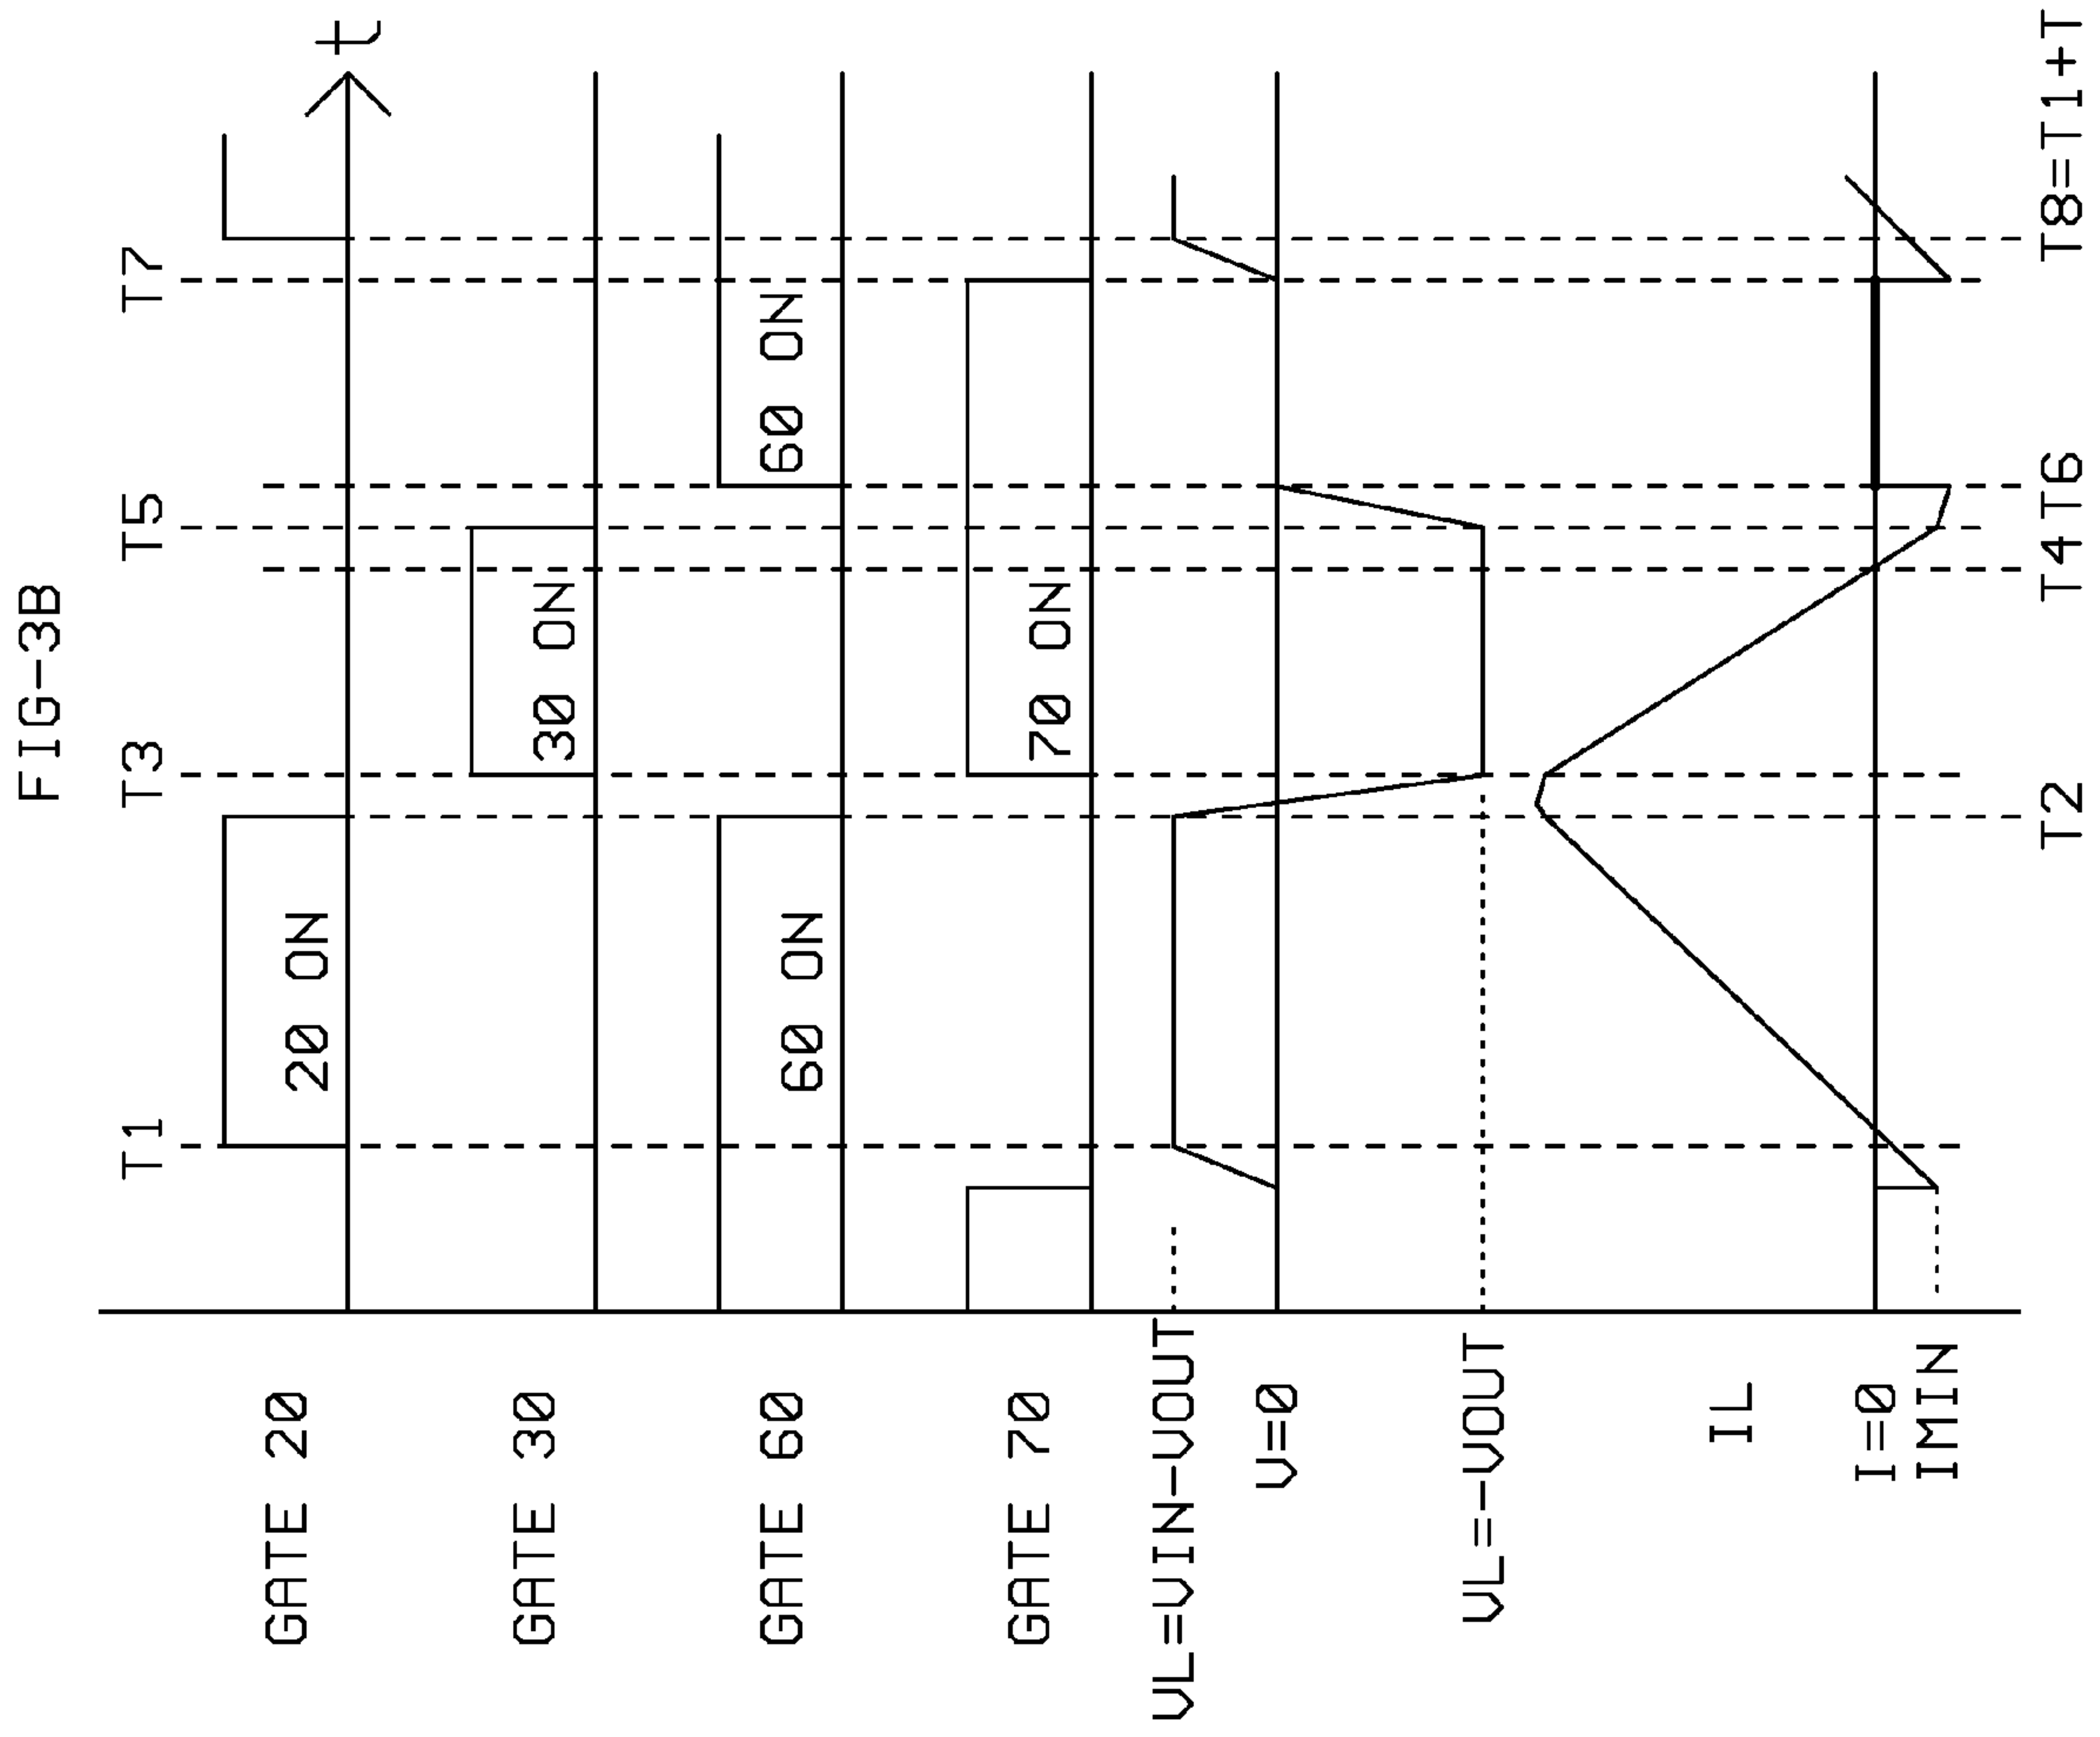 FIG-3B
T1 T3 T5 T7
GATE 20
20 ON
t
GATE 30
30 ON
GATE 60
60 ON
60 ON
GATE 70
70 ON
VL=VIN-VOUT
V=0
VL=-VOUT
IL
I=0
IMIN
T2 T4 T6 T8=T1+T